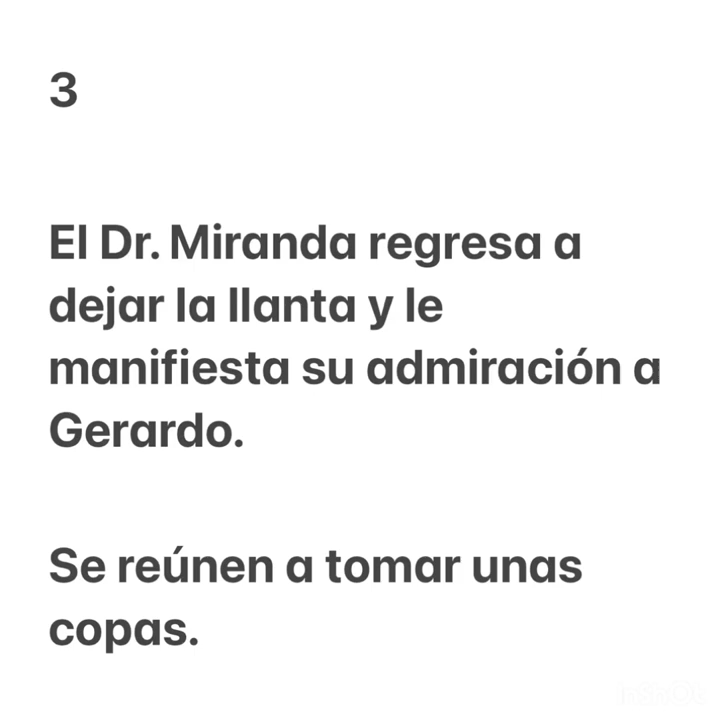 3
El Dr. Miranda regresa a
dejar la llanta y le
manifiesta su admiración a
Gerardo.
Se reúnen a tomar unas
copas.